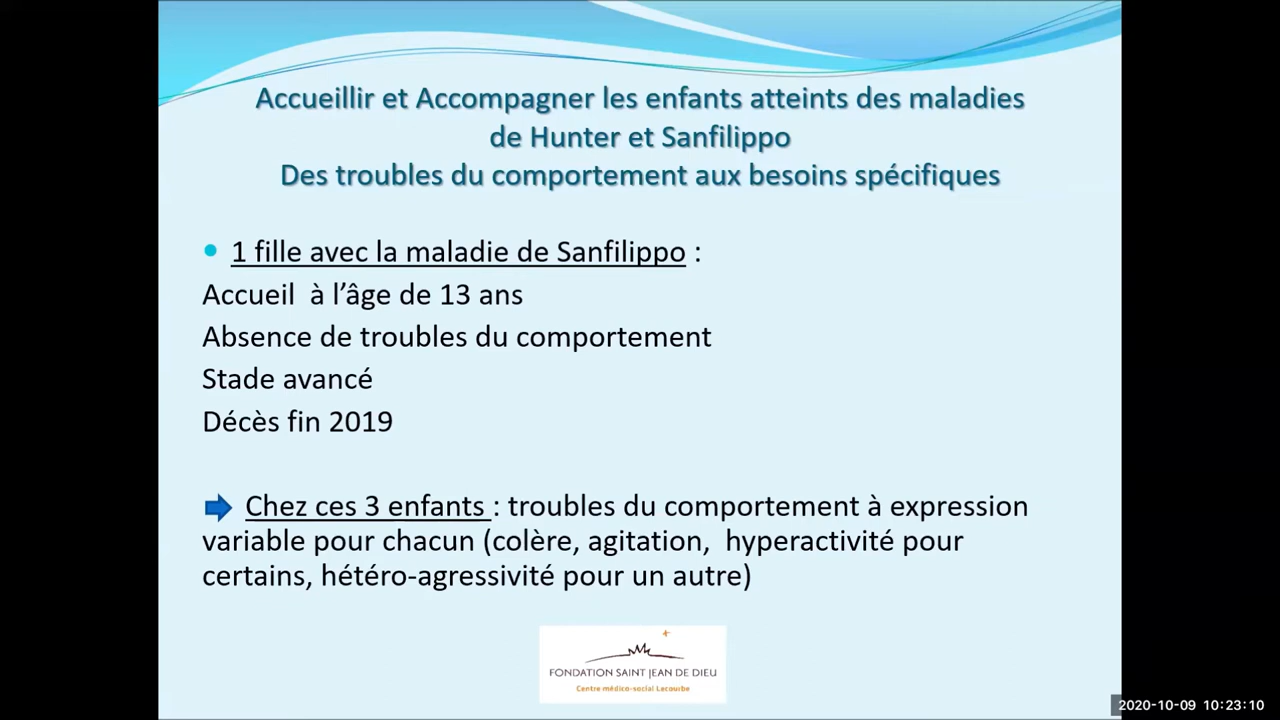 Accueillir et Accompagner les enfants atteints des maladies
de Hunter et Sanfilippo
Des troubles du comportement aux besoins spécifiques
1 fille avec la maladie de Sanfilippo :
Accueil à l’âge de 13 ans
Absence de troubles du comportement
Stade avancé
Décès fin 2019
Chez ces 3 enfants : troubles du comportement à expression
variable pour chacun (colère, agitation, hyperactivité pour
certains, hétéro-agressivité pour un autre)
FONDATION SAINT JEAN DE DIEU
Centre médico-social Lecourbe
2020-10-09 10:23:10